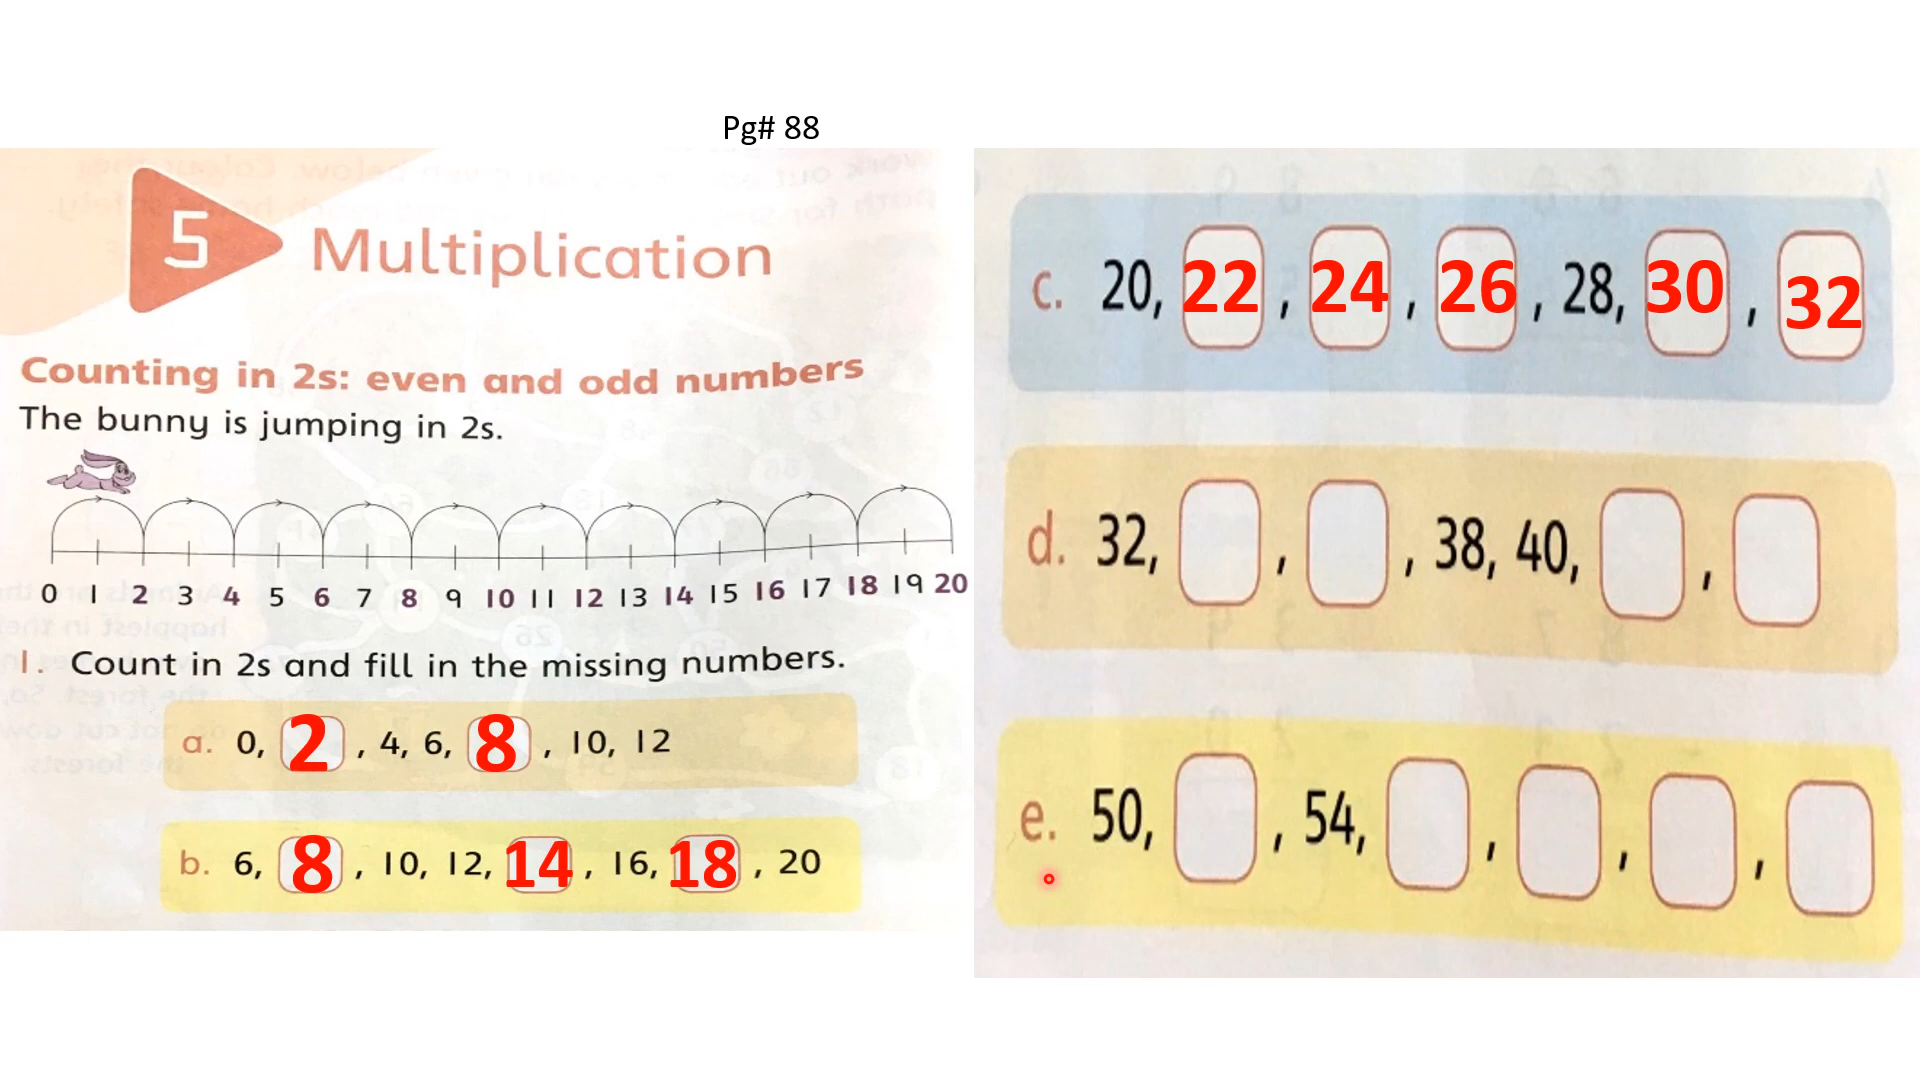 Pg# 88
5
Multiplication
Counting in 2s: even and odd numbers
The bunny is jumping in 2s.
0 1 2 3 4 5 6 7 8 9 10 11 12 13 14 15 16 17 18 19 20
1. Count in 2s and fill in the missing numbers.
a. 0, 2, 4, 6, 8, 10, 12
b. 6, 8, 10, 12, 14, 16, 18, 20
c. 20, 22, 24, 26, 28, 30, 32
d. 32, , , 38, 40, ,
e. 50, , 54, , , ,